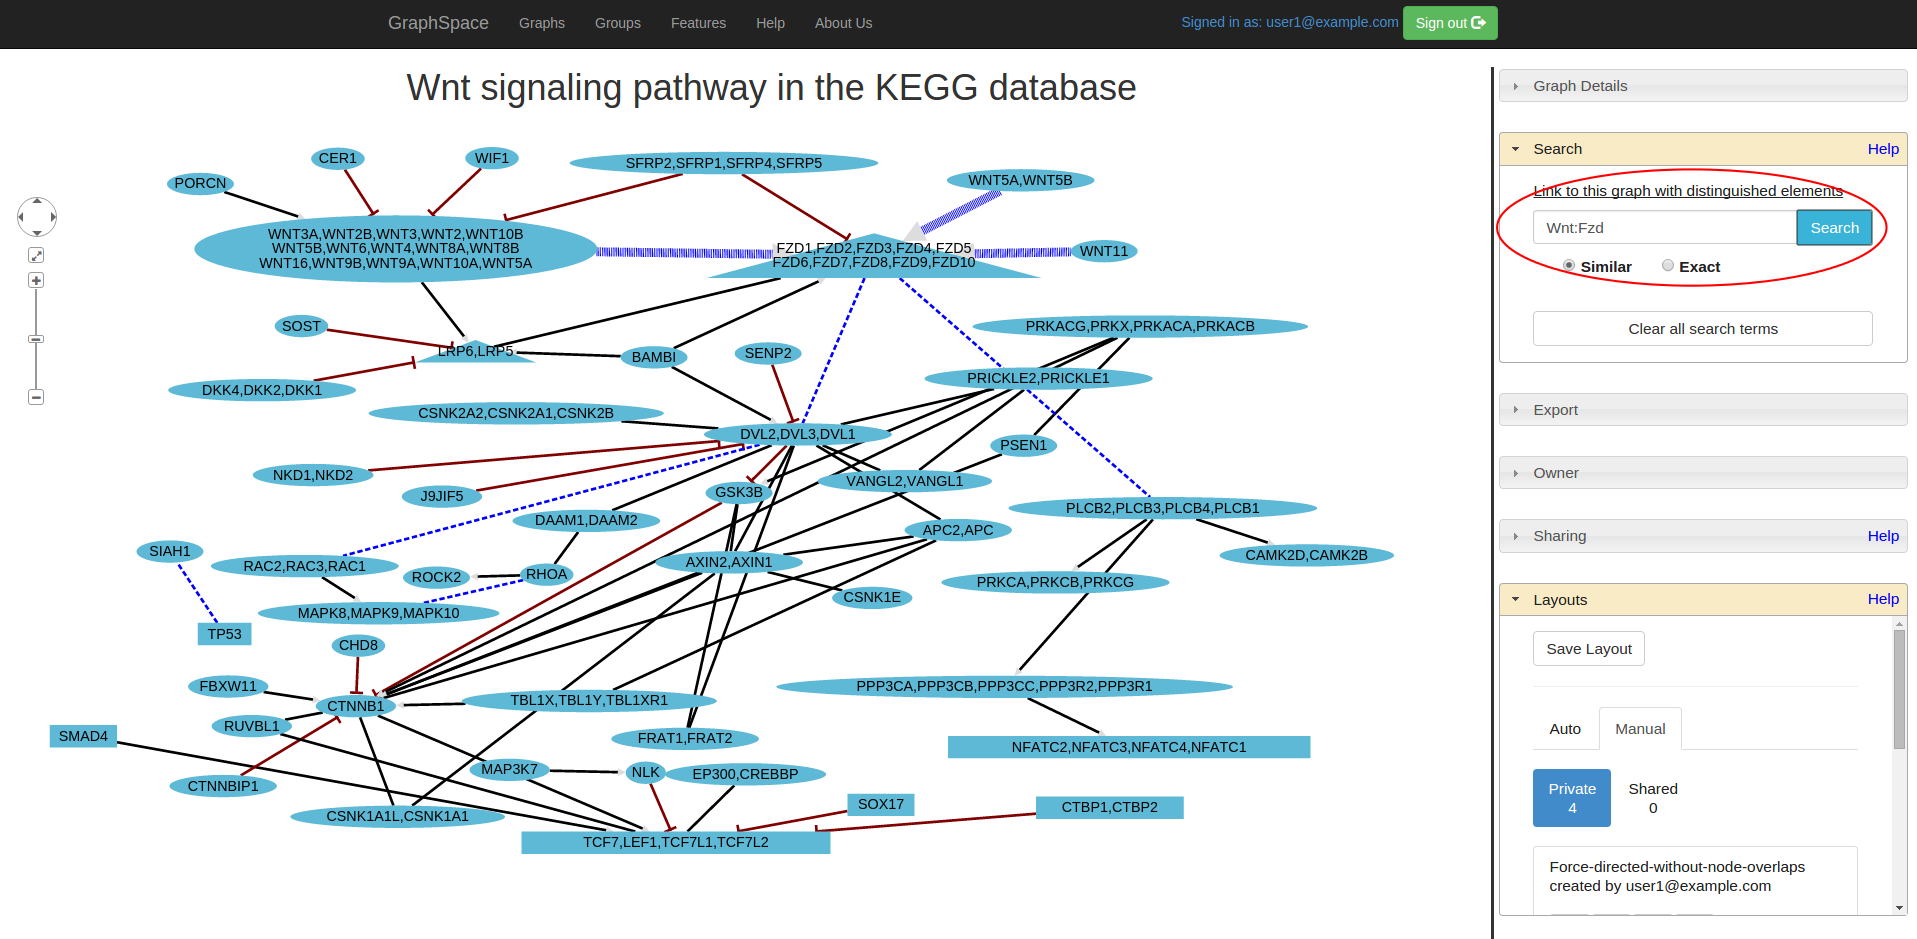 GraphSpace Graphs Groups Features Help About Us Signed in as: user1@example.com Sign out
Wnt signaling pathway in the KEGG database
CER1
WIF1
SFRP2,SFRP1,SFRP4,SFRP5
PORCN
WNT5A,WNT5B
WNT3A,WNT2B,WNT3,WNT2,WNT10B
WNT5B,WNT6,WNT4,WNT8A,WNT8B
WNT16,WNT9B,WNT9A,WNT10A,WNT5A
FZD1,FZD2,FZD3,FZD4,FZD5
FZD6,FZD7,FZD8,FZD9,FZD10
WNT11
SOST
PRKACG,PRKX,PRKACA,PRKACB
LRP6,LRP5
BAMBI
SENP2
DKK4,DKK2,DKK1
PRICKLE2,PRICKLE1
CSNK2A2,CSNK2A1,CSNK2B
DVL2,DVL3,DVL1
PSEN1
NKD1,NKD2
VANGL2,VANGL1
J9JIF5
GSK3B
PLCB2,PLCB3,PLCB4,PLCB1
DAAM1,DAAM2
APC2,APC
SIAH1
CAMK2D,CAMK2B
RAC2,RAC3,RAC1
AXIN2,AXIN1
ROCK2
RHOA
PRKCA,PRKCB,PRKCG
CSNK1E
MAPK8,MAPK9,MAPK10
TP53
CHD8
FBXW11
PPP3CA,PPP3CB,PPP3CC,PPP3R2,PPP3R1
CTNNB1
TBL1X,TBL1Y,TBL1XR1
RUVBL1
SMAD4
FRAT1,FRAT2
NFATC2,NFATC3,NFATC4,NFATC1
MAP3K7
NLK
EP300,CREBBP
CTNNBIP1
SOX17
CTBP1,CTBP2
CSNK1A1L,CSNK1A1
TCF7,LEF1,TCF7L1,TCF7L2
Graph Details
Search Help
Link to this graph with distinguished elements
Wnt:Fzd Search
Similar Exact
Clear all search terms
Export
Owner
Sharing Help
Layouts Help
Save Layout
Auto Manual
Private Shared
4 0
Force-directed-without-node-overlaps
created by user1@example.com